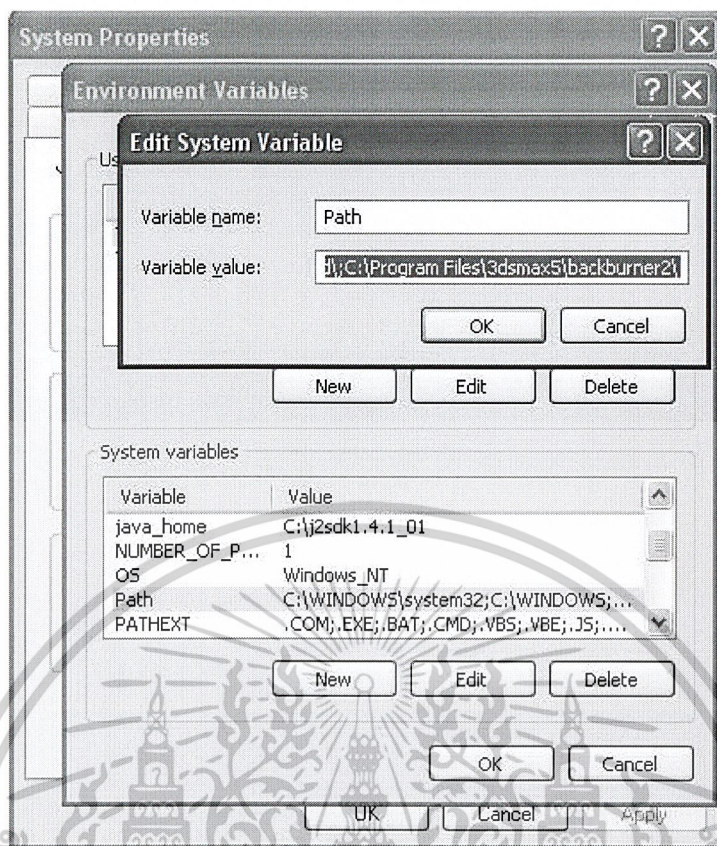 System Properties
Environment Variables
Edit System Variable
Us
Variable name:
Path
Variable value:
\;C:\Program Files\3dsmax5\backburner2\
OK
Cancel
New
Edit
Delete
System variables
Variable
Value
java_home
C:\j2sdk1.4.1_01
NUMBER_OF_P...
1
OS
Windows_NT
Path
C:\WINDOWS\system32;C:\WINDOWS;...
PATHEXT
.COM;.EXE;.BAT;.CMD;.VBS;.VBE;.JS;....
New
Edit
Delete
OK
Cancel
OK
Cancel
Apply